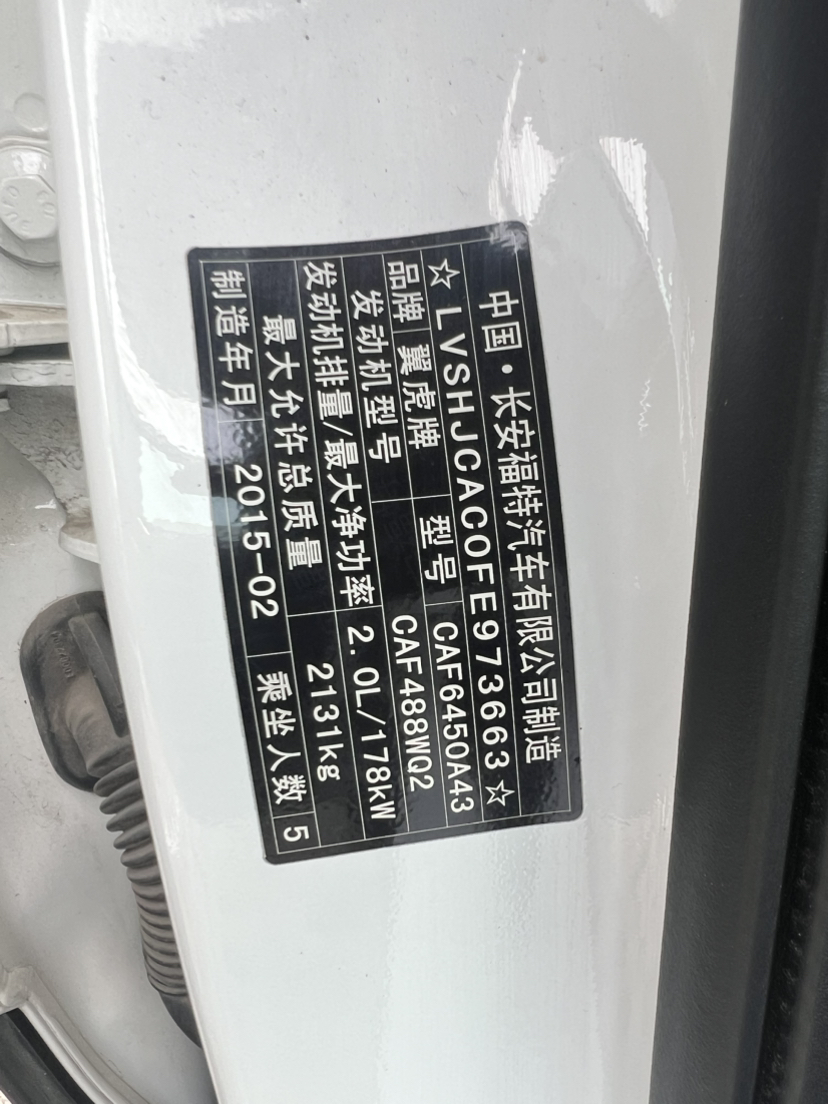 中国·长安福特汽车有限公司制造
☆LVSHJCAC0FE973663☆
品牌 翼虎牌 型号 CAF6450A43
发动机型号 CAF488WQ2
发动机排量/最大净功率 2.0L/178kW
最大允许总质量 2131kg
制造年月 2015-02 乘坐人数 5